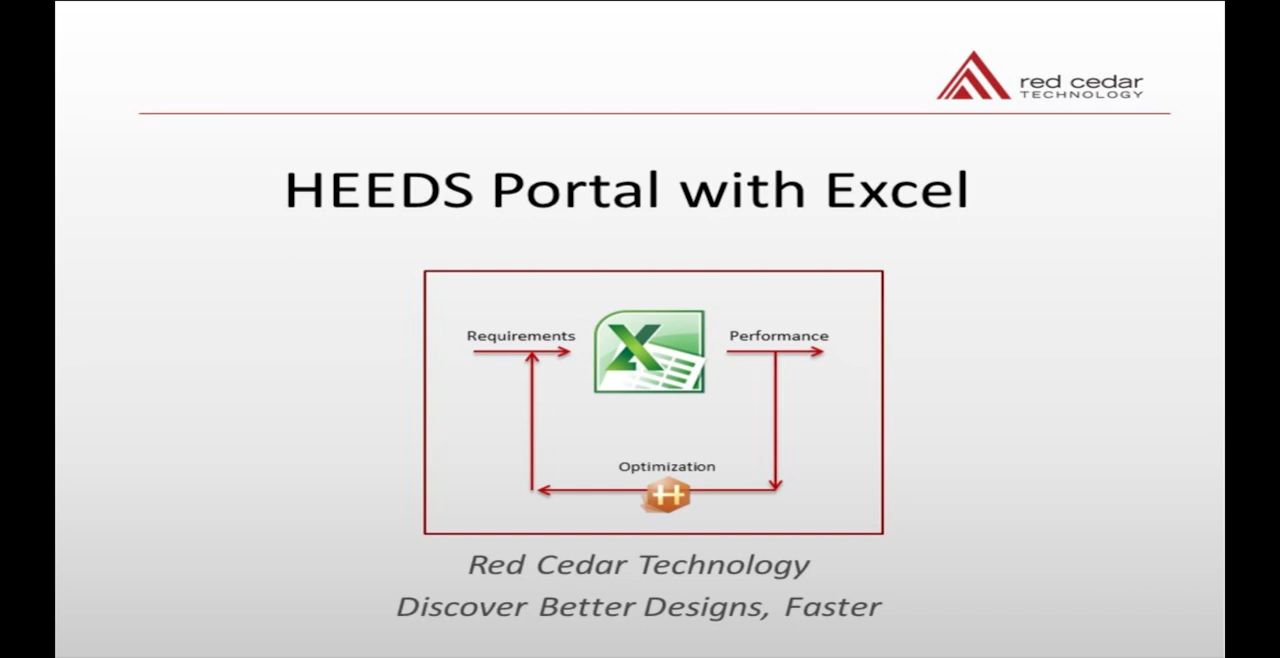 red cedar
TECHNOLOGY
HEEDS Portal with Excel
Requirements
Performance
Optimization
Red Cedar Technology
Discover Better Designs, Faster